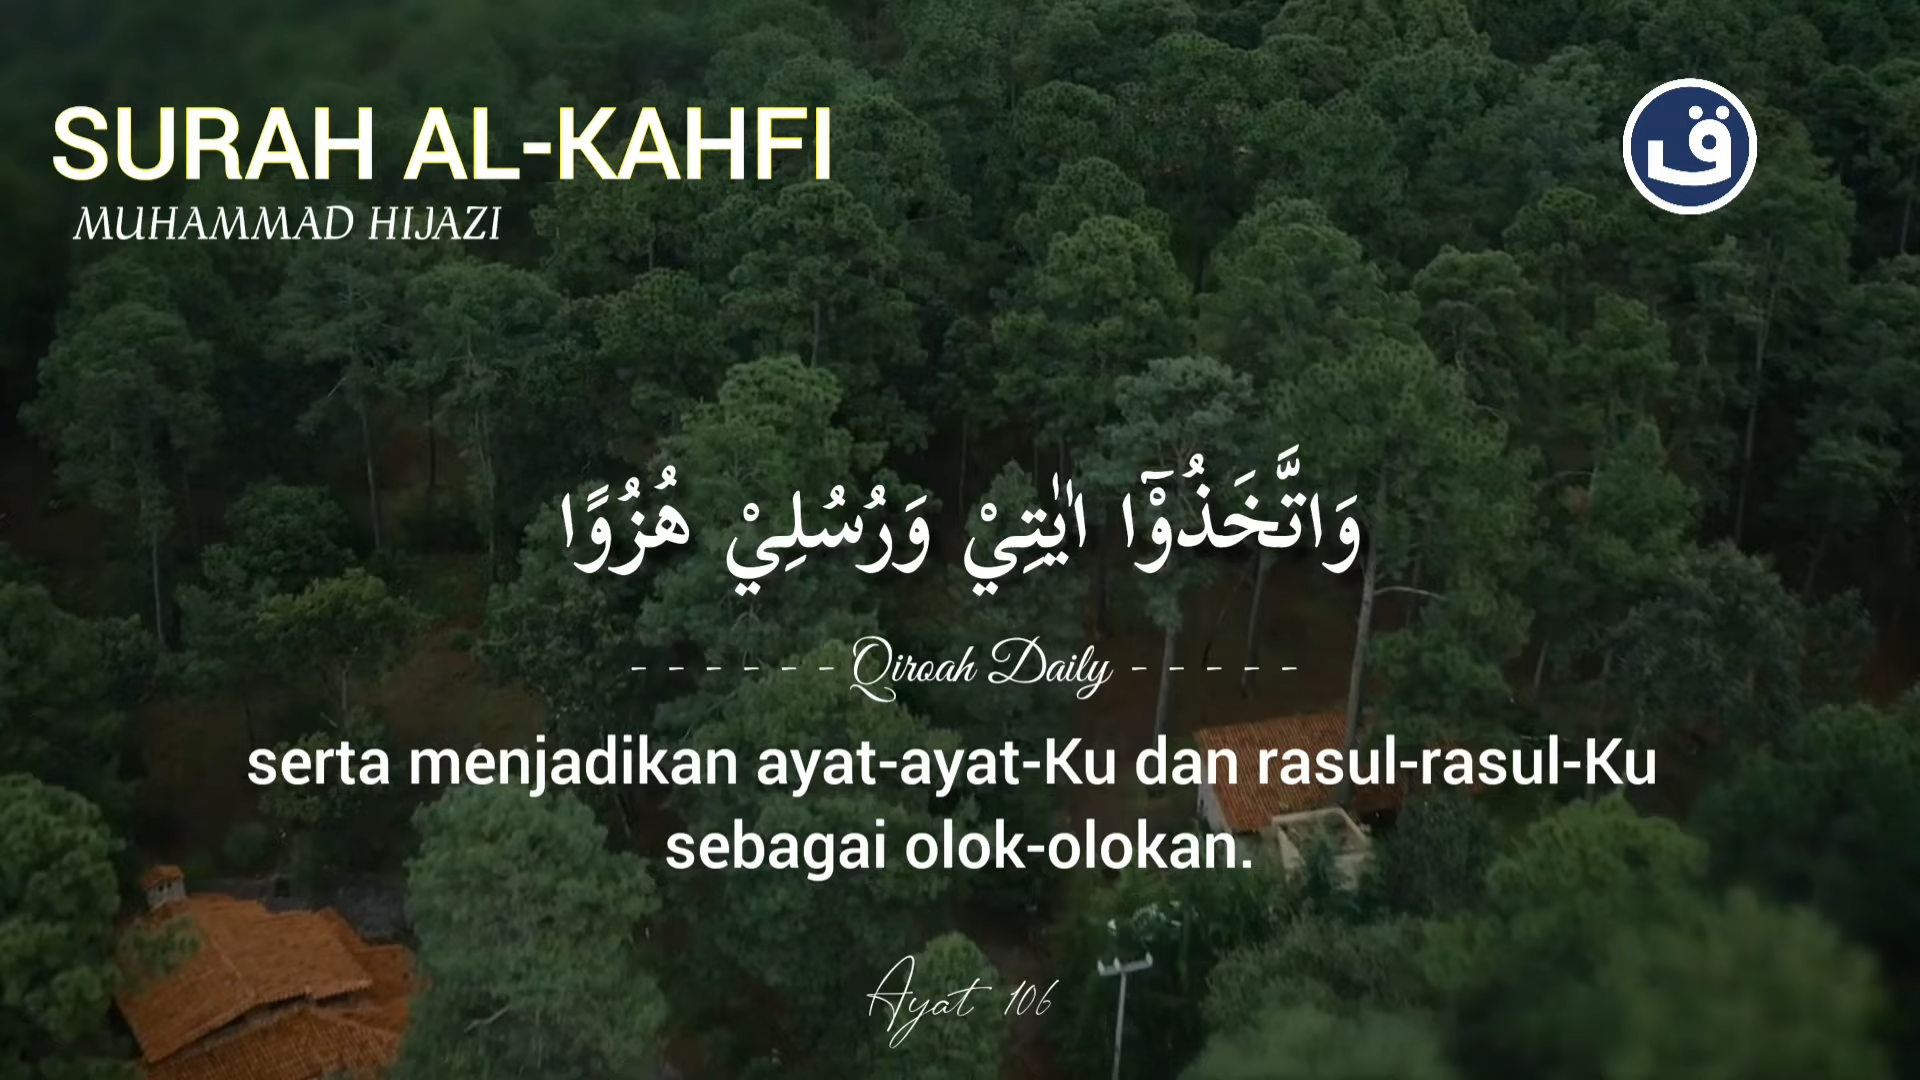 SURAH AL-KAHFI
MUHAMMAD HIJAZI
ق
وَاتَّخَذُوْٓا اٰيٰتِيْ وَرُسُلِيْ هُزُوًا
- - - - - - Qiroah Daily - - - - -
serta menjadikan ayat-ayat-Ku dan rasul-rasul-Ku
sebagai olok-olokan.
Ayat 106